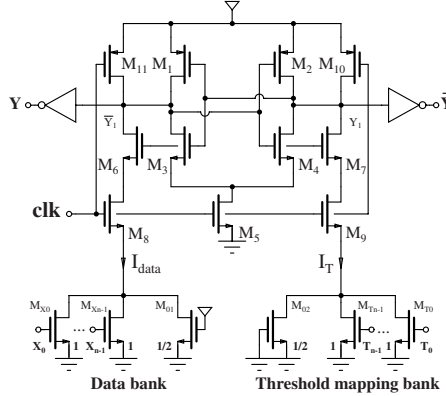 M11 M1 M2 M10
Y Ȳ
Y̅1 Y1
M6 M3 M4 M7
clk
M8 M5 M9
Idata IT
MX0 MXn-1 M01 M02 MTn-1 MT0
X0 ... Xn-1 Tn-1 ... T0
1 1 1/2 1/2 1 1
Data bank Threshold mapping bank